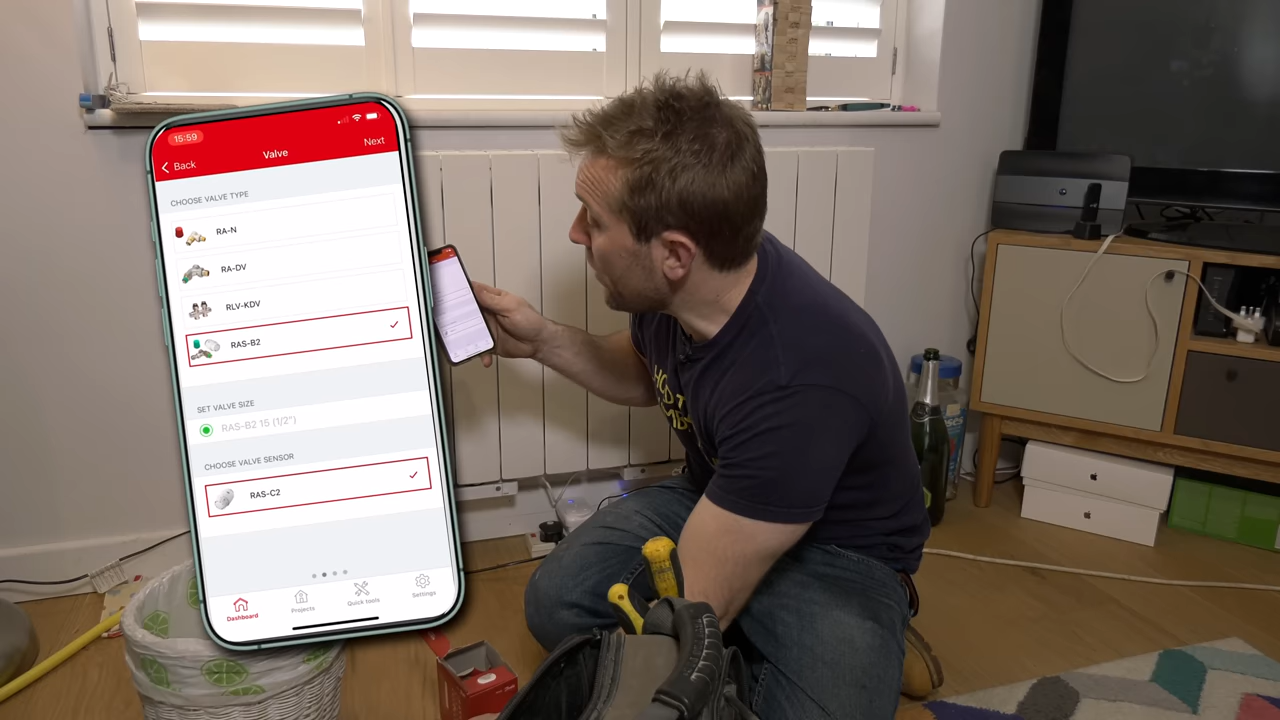 15:59
Back
Valve
Next
CHOOSE VALVE TYPE
RA-N
RA-DV
RLV-KDV
RAS-B2
SET VALVE SIZE
RAS-B2 15 (1/2")
CHOOSE VALVE SENSOR
RAS-C2
Dashboard
Projects
Quick tools
Settings